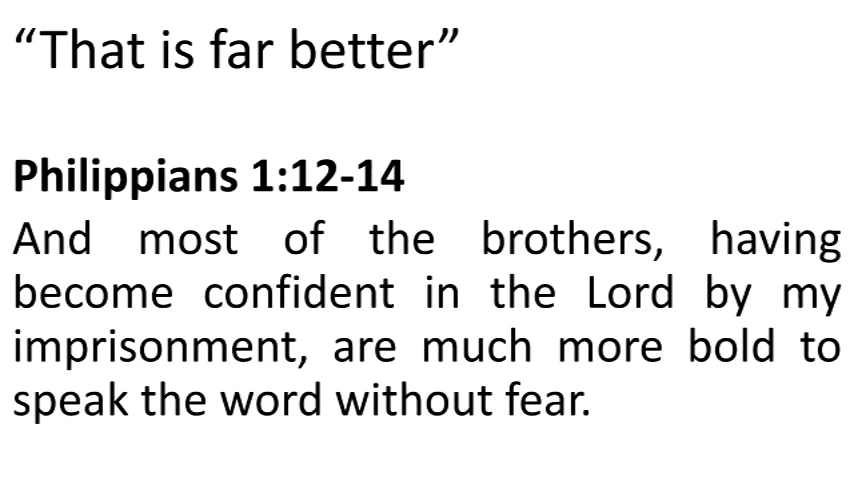 “That is far better”
Philippians 1:12-14
And most of the brothers, having
become confident in the Lord by my
imprisonment, are much more bold to
speak the word without fear.